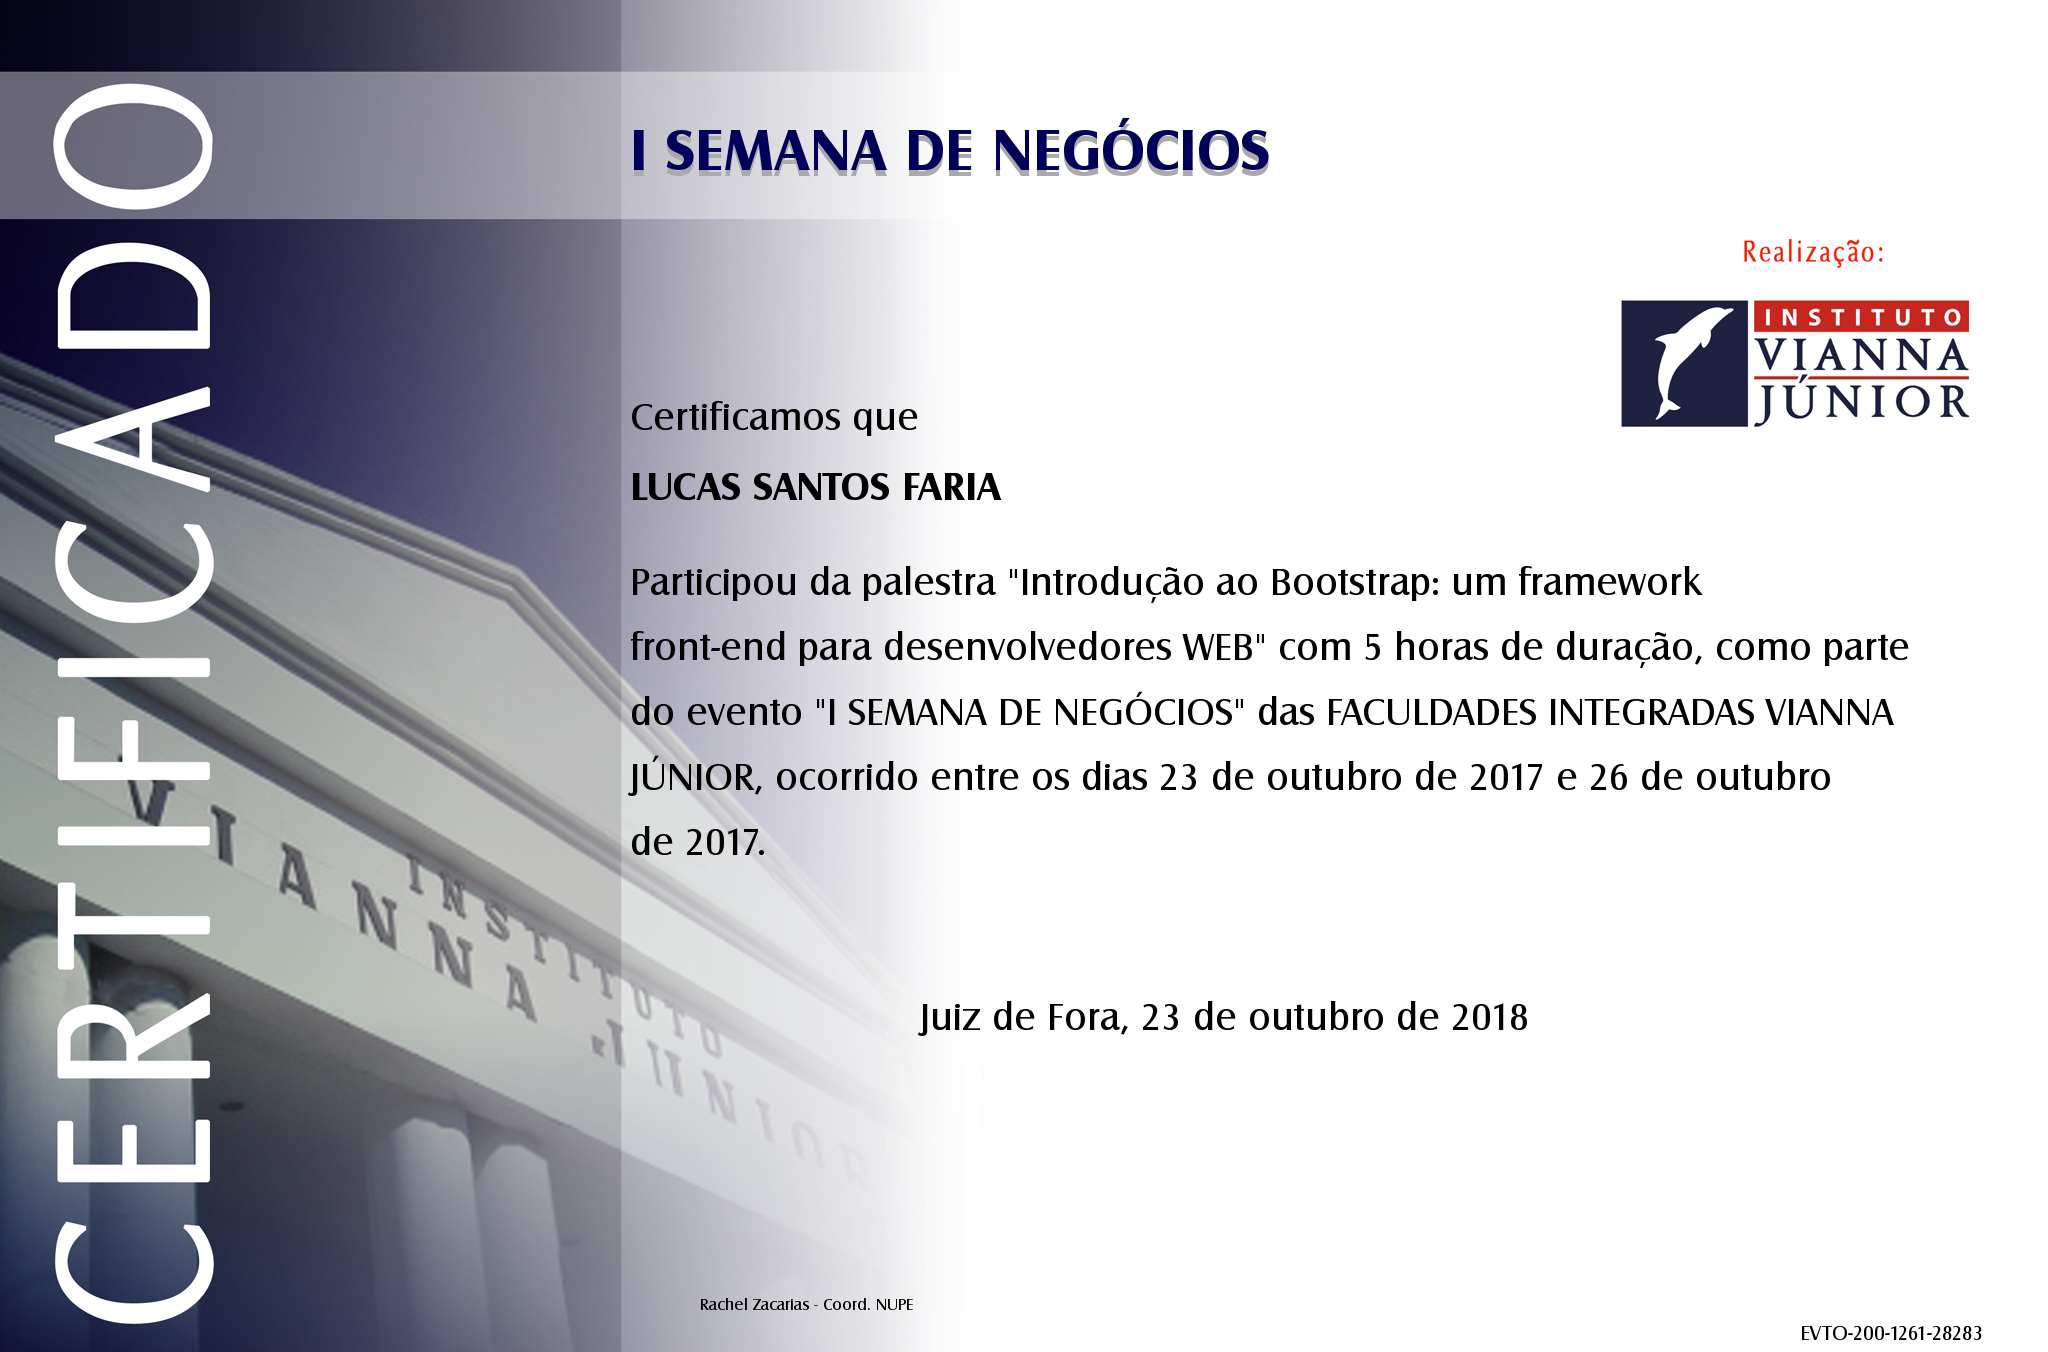 CERTIFICADO
I SEMANA DE NEGÓCIOS
Realização:
INSTITUTO
VIANNA
JÚNIOR
Certificamos que
LUCAS SANTOS FARIA
Participou da palestra "Introdução ao Bootstrap: um framework
front-end para desenvolvedores WEB" com 5 horas de duração, como parte
do evento "I SEMANA DE NEGÓCIOS" das FACULDADES INTEGRADAS VIANNA
JÚNIOR, ocorrido entre os dias 23 de outubro de 2017 e 26 de outubro
de 2017.
INSTITUTO
VIANNA JÚNIOR
Juiz de Fora, 23 de outubro de 2018
Rachel Zacarias - Coord. NUPE
EVTO-200-1261-28283